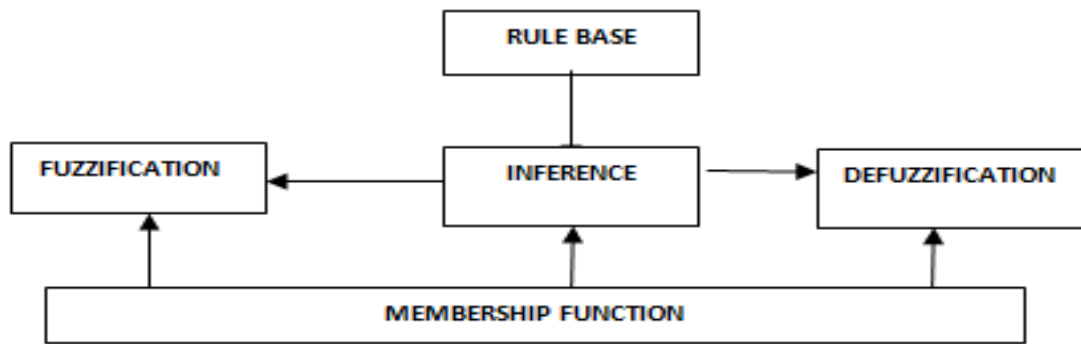 RULE BASE
FUZZIFICATION
INFERENCE
DEFUZZIFICATION
MEMBERSHIP FUNCTION